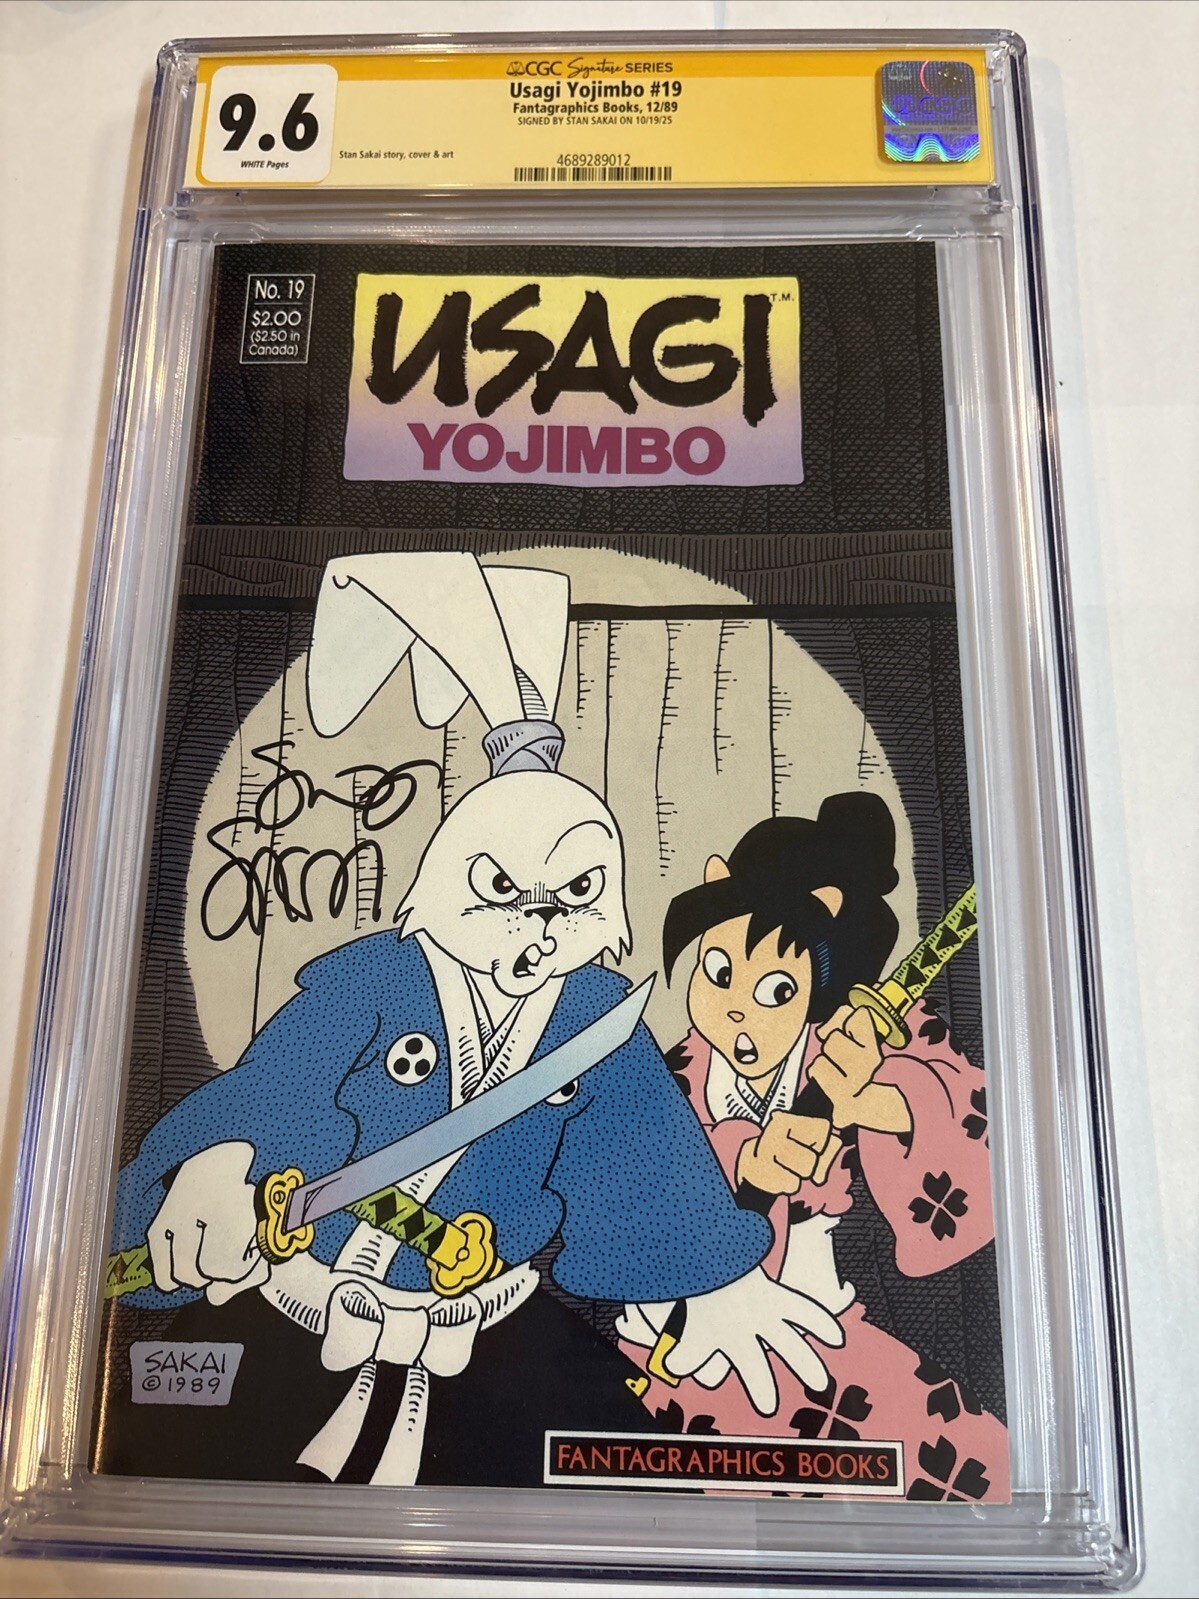 CGC Signature SERIES
Usagi Yojimbo #19
Fantagraphics Books, 12/89
SIGNED BY STAN SAKAI ON 10/19/25
9.6
WHITE Pages
Stan Sakai story, cover & art
4689289012
No. 19
$2.00
($2.50 in
Canada)
USAGI T.M.
YOJIMBO
SAKAI
© 1989
FANTAGRAPHICS BOOKS